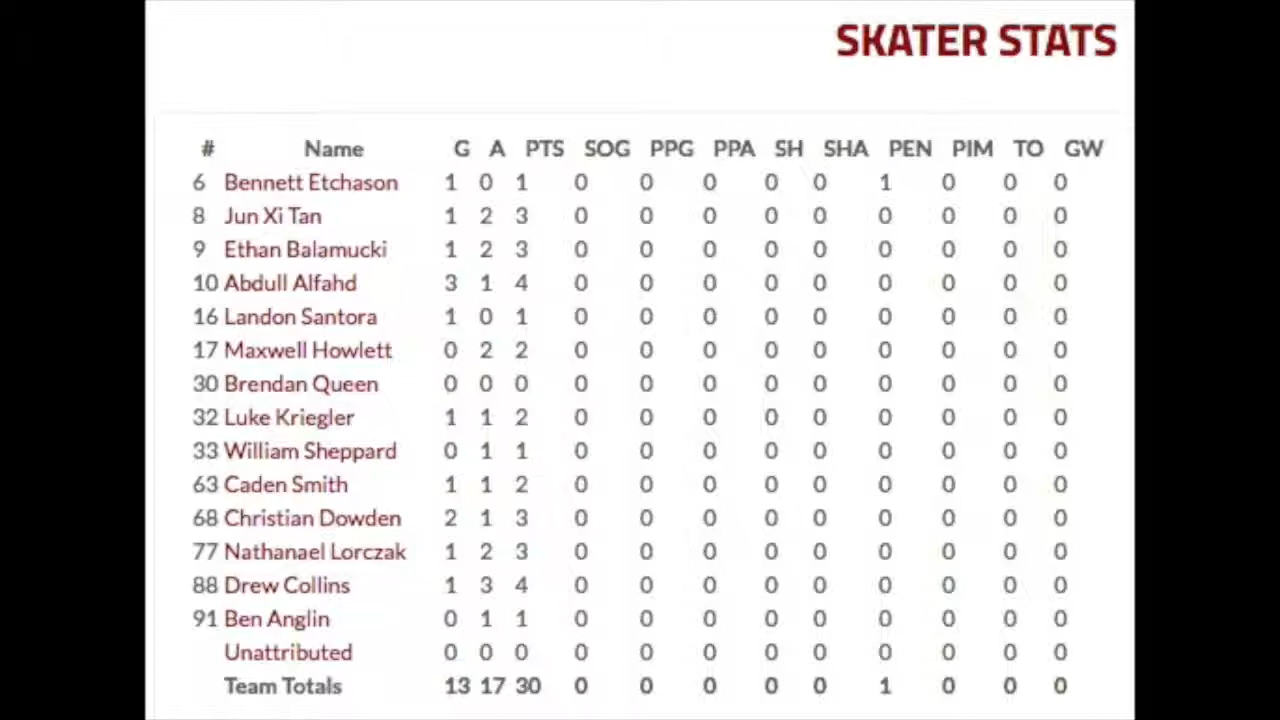 SKATER STATS
# Name G A PTS SOG PPG PPA SH SHA PEN PIM TO GW
6 Bennett Etchason 1 0 1 0 0 0 0 0 1 0 0 0
8 Jun Xi Tan 1 2 3 0 0 0 0 0 0 0 0 0
9 Ethan Balamucki 1 2 3 0 0 0 0 0 0 0 0 0
10 Abdull Alfahd 3 1 4 0 0 0 0 0 0 0 0 0
16 Landon Santora 1 0 1 0 0 0 0 0 0 0 0 0
17 Maxwell Howlett 0 2 2 0 0 0 0 0 0 0 0 0
30 Brendan Queen 0 0 0 0 0 0 0 0 0 0 0 0
32 Luke Kriegler 1 1 2 0 0 0 0 0 0 0 0 0
33 William Sheppard 0 1 1 0 0 0 0 0 0 0 0 0
63 Caden Smith 1 1 2 0 0 0 0 0 0 0 0 0
68 Christian Dowden 2 1 3 0 0 0 0 0 0 0 0 0
77 Nathanael Lorczak 1 2 3 0 0 0 0 0 0 0 0 0
88 Drew Collins 1 3 4 0 0 0 0 0 0 0 0 0
91 Ben Anglin 0 1 1 0 0 0 0 0 0 0 0 0
Unattributed 0 0 0 0 0 0 0 0 0 0 0 0
Team Totals 13 17 30 0 0 0 0 0 1 0 0 0